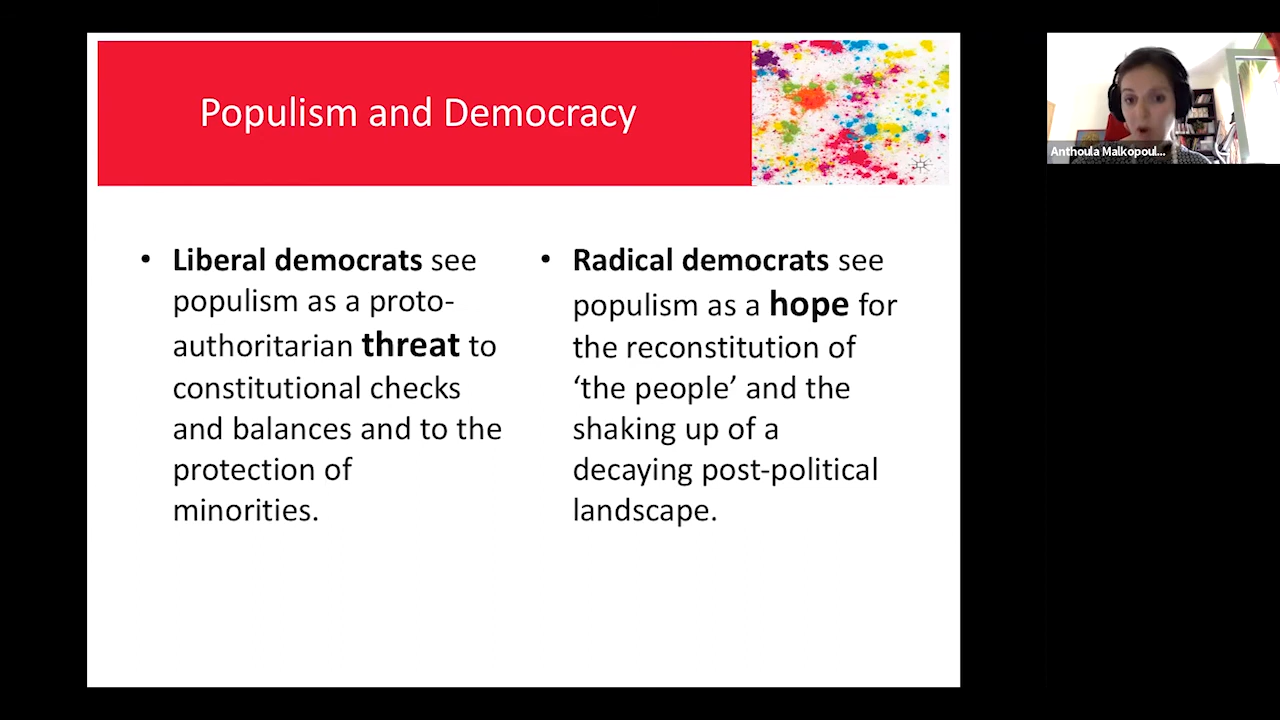 Populism and Democracy
• Liberal democrats see
populism as a proto-
authoritarian threat to
constitutional checks
and balances and to the
protection of
minorities.
• Radical democrats see
populism as a hope for
the reconstitution of
‘the people’ and the
shaking up of a
decaying post-political
landscape.
Anthoula Malkopoul...